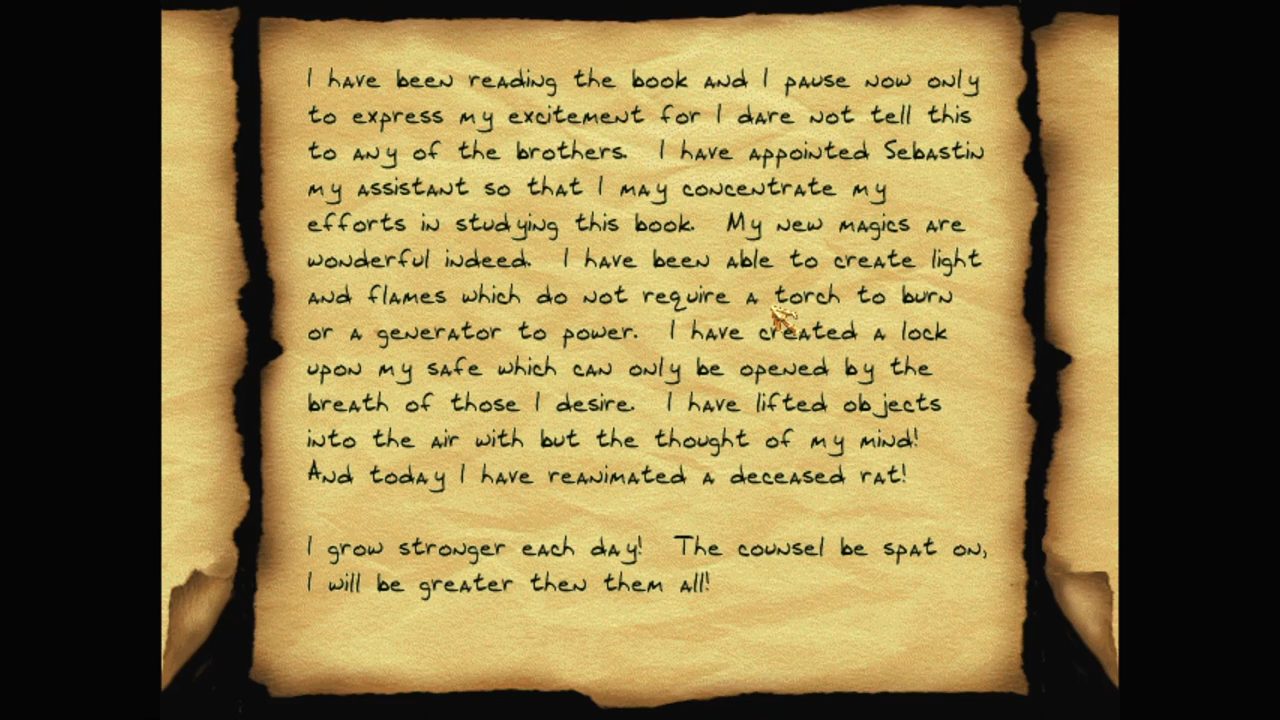 I have been reading the book and I pause now only
to express my excitement for I dare not tell this
to any of the brothers.  I have appointed Sebastin
my assistant so that I may concentrate my
efforts in studying this book.  My new magics are
wonderful indeed.  I have been able to create light
and flames which do not require a torch to burn
or a generator to power.  I have created a lock
upon my safe which can only be opened by the
breath of those I desire.  I have lifted objects
into the air with but the thought of my mind!
And today I have reanimated a deceased rat!
I grow stronger each day!  The counsel be spat on,
I will be greater then them all!